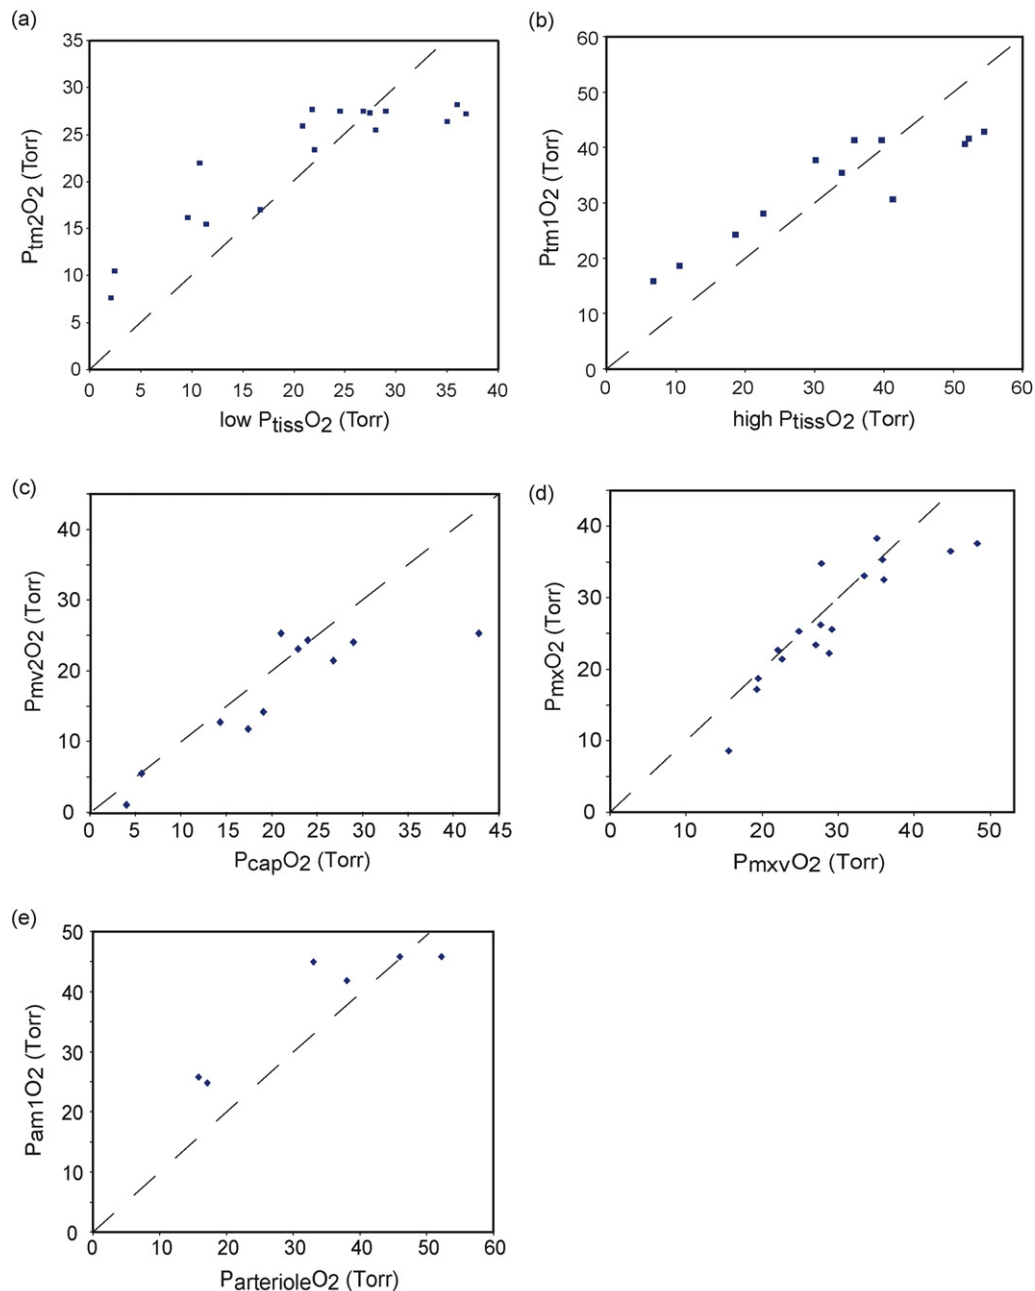 (a)
35
30
25
20
15
10
5
0
Ptm2O2 (Torr)
0 5 10 15 20 25 30 35 40
low PtissO2 (Torr)
(b)
60
50
40
30
20
10
0
Ptm1O2 (Torr)
0 10 20 30 40 50 60
high PtissO2 (Torr)
(c)
40
30
20
10
0
Pmv2O2 (Torr)
0 5 10 15 20 25 30 35 40 45
PcapO2 (Torr)
(d)
40
30
20
10
0
PmxO2 (Torr)
0 10 20 30 40 50
PmxvO2 (Torr)
(e)
50
40
30
20
10
0
Pam1O2 (Torr)
0 10 20 30 40 50 60
ParterioleO2 (Torr)